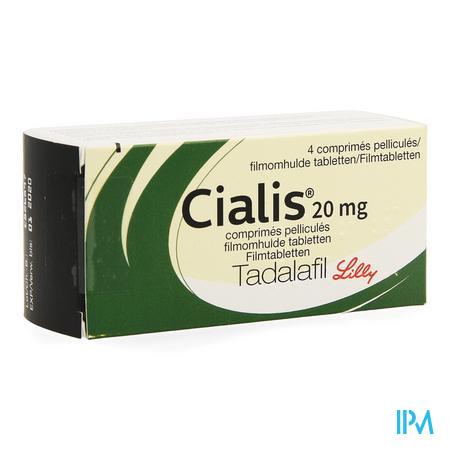 4 comprimés pelliculés/
filmomhulde tabletten/Filmtabletten
Cialis® 20 mg
comprimés pelliculés
filmomhulde tabletten
Filmtabletten
Tadalafil Lilly
IPM